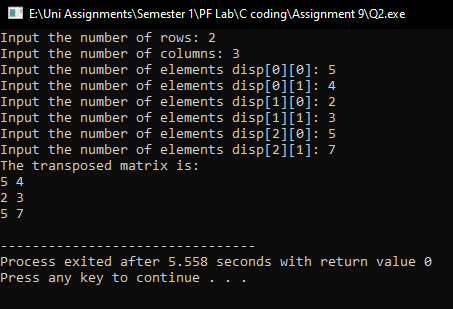 E:\Uni Assignments\Semester 1\PF Lab\C coding\Assignment 9\Q2.exe
Input the number of rows: 2
Input the number of columns: 3
Input the number of elements disp[0][0]: 5
Input the number of elements disp[0][1]: 4
Input the number of elements disp[1][0]: 2
Input the number of elements disp[1][1]: 3
Input the number of elements disp[2][0]: 5
Input the number of elements disp[2][1]: 7
The transposed matrix is:
5 4
2 3
5 7
--------------------------------
Process exited after 5.558 seconds with return value 0
Press any key to continue . . .